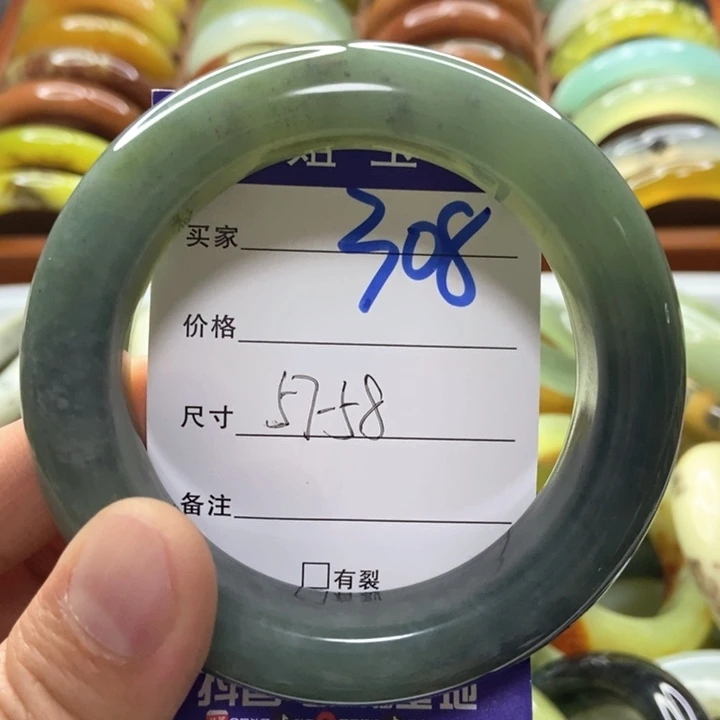 买家 308
价格
尺寸 57-58
备注
□有裂